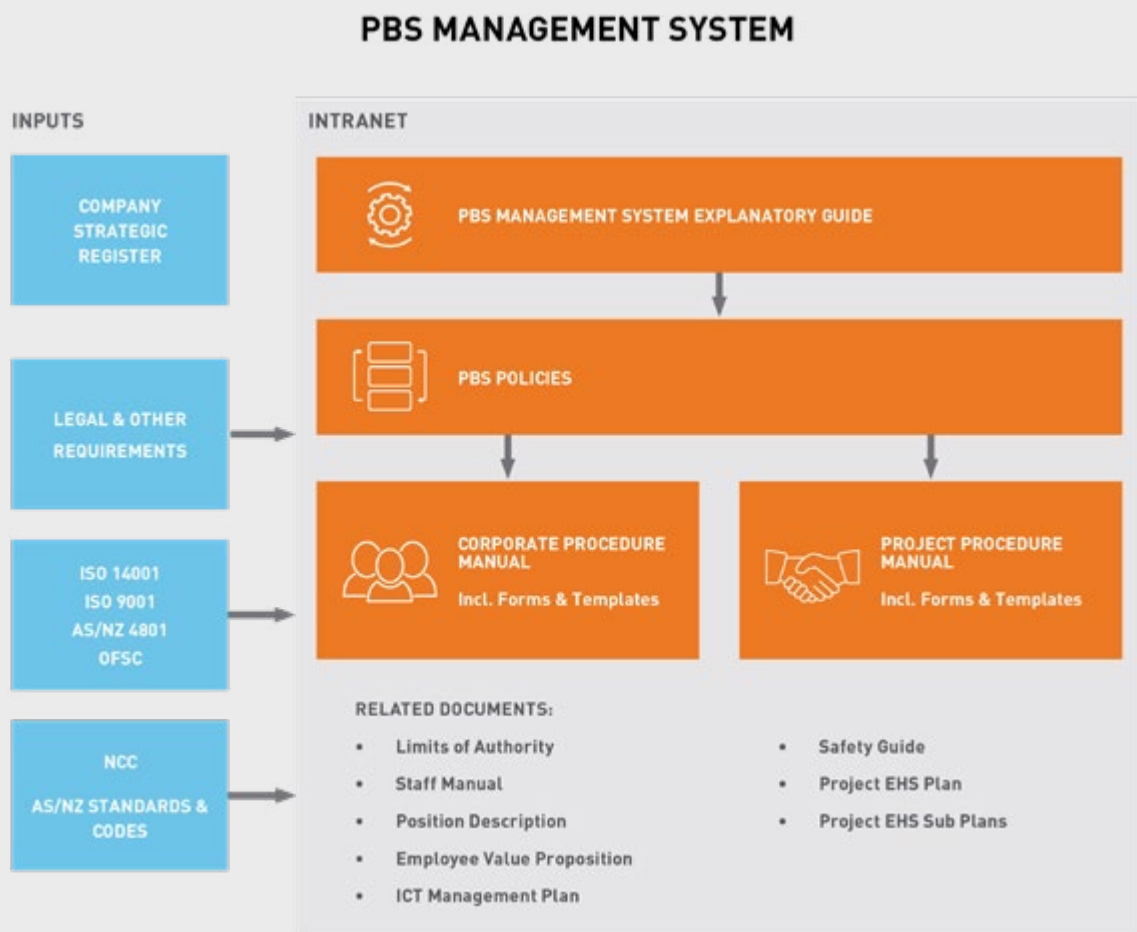 PBS MANAGEMENT SYSTEM
INPUTS
COMPANY
STRATEGIC
REGISTER
LEGAL & OTHER
REQUIREMENTS
ISO 14001
ISO 9001
AS/NZ 4801
OFSC
NCC
AS/NZ STANDARDS &
CODES
INTRANET
PBS MANAGEMENT SYSTEM EXPLANATORY GUIDE
PBS POLICIES
CORPORATE PROCEDURE
MANUAL
Incl. Forms & Templates
PROJECT PROCEDURE
MANUAL
Incl. Forms & Templates
RELATED DOCUMENTS:
• Limits of Authority
• Staff Manual
• Position Description
• Employee Value Proposition
• ICT Management Plan
• Safety Guide
• Project EHS Plan
• Project EHS Sub Plans